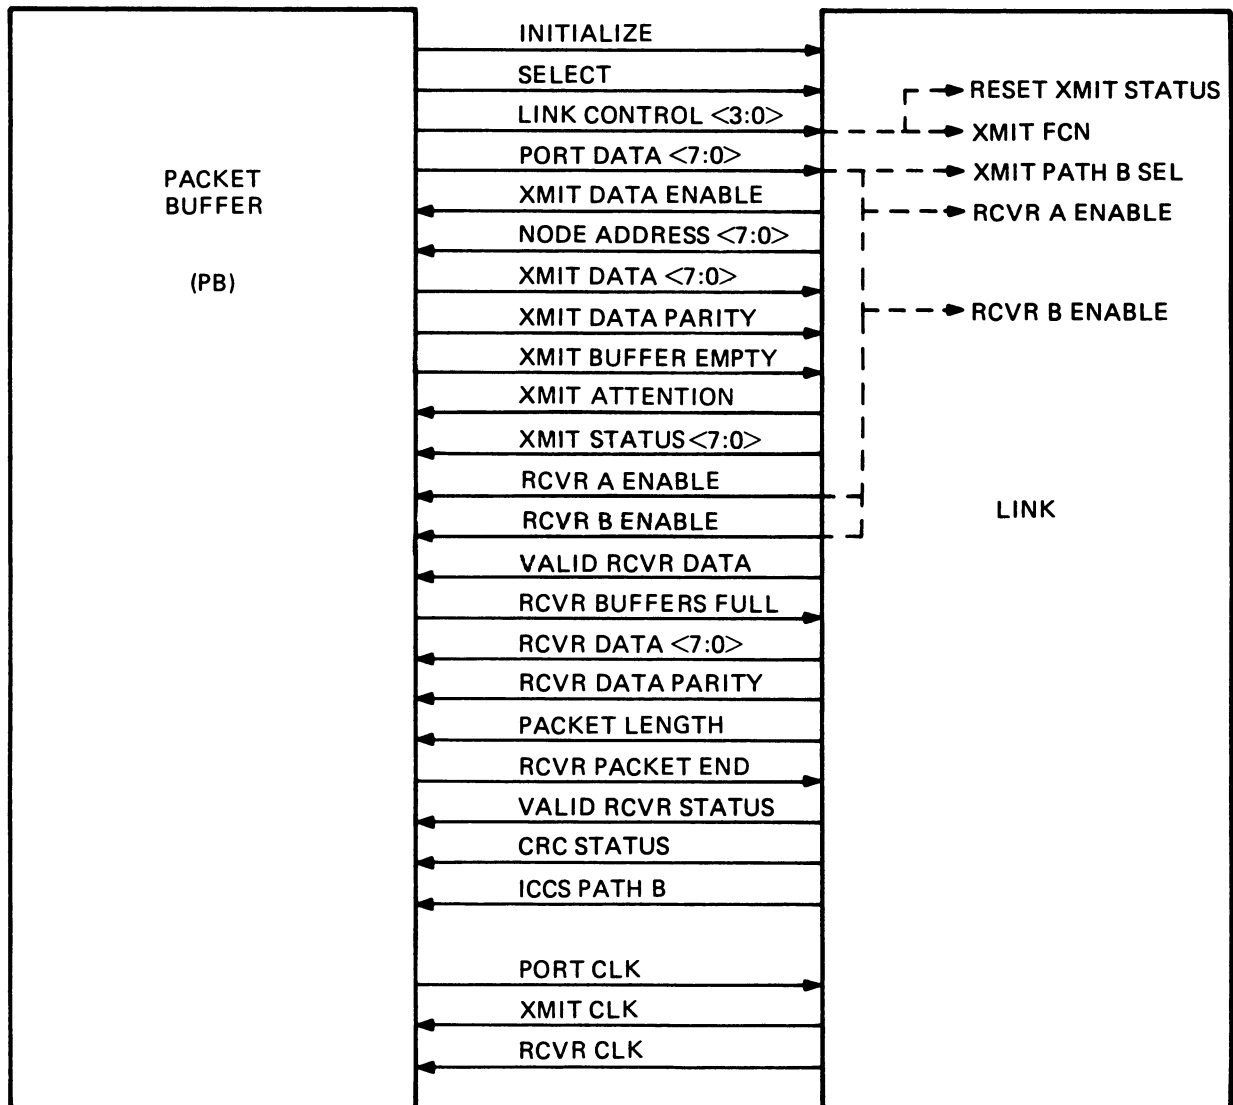 PACKET
BUFFER
(PB)
INITIALIZE
SELECT
LINK CONTROL <3:0>
PORT DATA <7:0>
XMIT DATA ENABLE
NODE ADDRESS <7:0>
XMIT DATA <7:0>
XMIT DATA PARITY
XMIT BUFFER EMPTY
XMIT ATTENTION
XMIT STATUS<7:0>
RCVR A ENABLE
RCVR B ENABLE
VALID RCVR DATA
RCVR BUFFERS FULL
RCVR DATA <7:0>
RCVR DATA PARITY
PACKET LENGTH
RCVR PACKET END
VALID RCVR STATUS
CRC STATUS
ICCS PATH B
PORT CLK
XMIT CLK
RCVR CLK
RESET XMIT STATUS
XMIT FCN
XMIT PATH B SEL
RCVR A ENABLE
RCVR B ENABLE
LINK